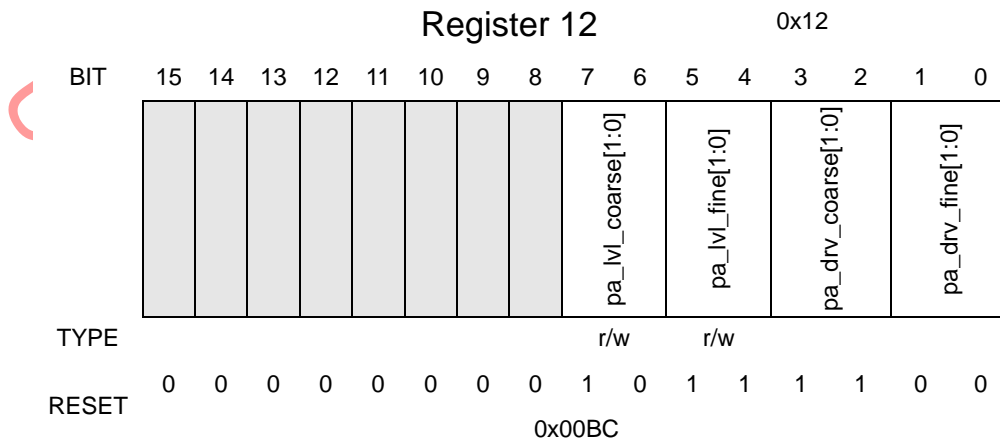 Register 12 0x12
BIT 15 14 13 12 11 10 9 8 7 6 5 4 3 2 1 0
pa_lvl_coarse[1:0] pa_lvl_fine[1:0] pa_drv_coarse[1:0] pa_drv_fine[1:0]
TYPE r/w r/w
RESET 0 0 0 0 0 0 0 0 1 0 1 1 1 1 0 0
0x00BC